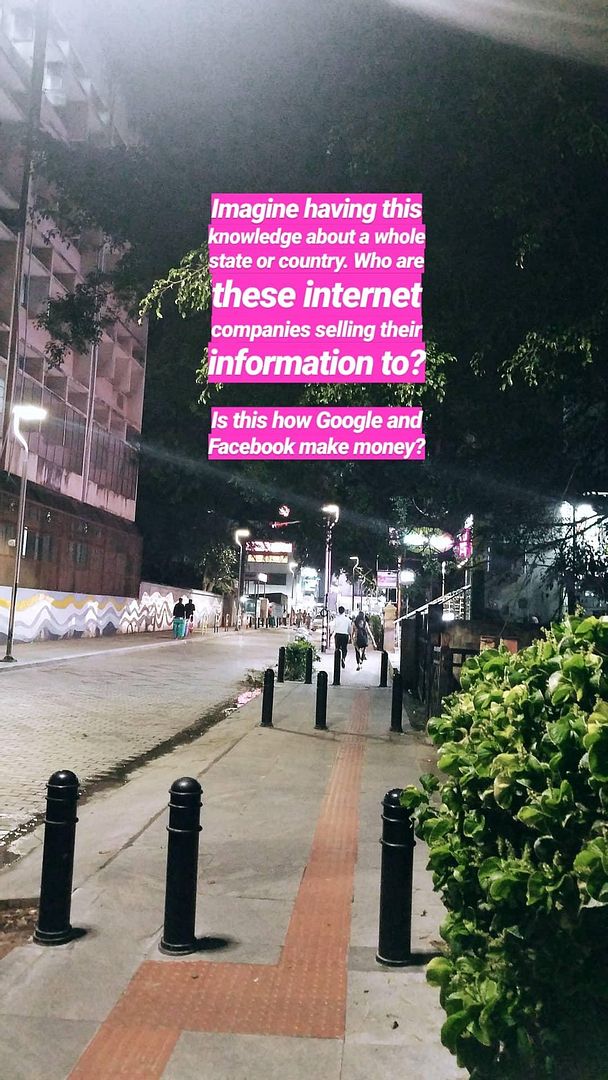 Imagine having this
knowledge about a whole
state or country. Who are
these internet
companies selling their
information to?
Is this how Google and
Facebook make money?